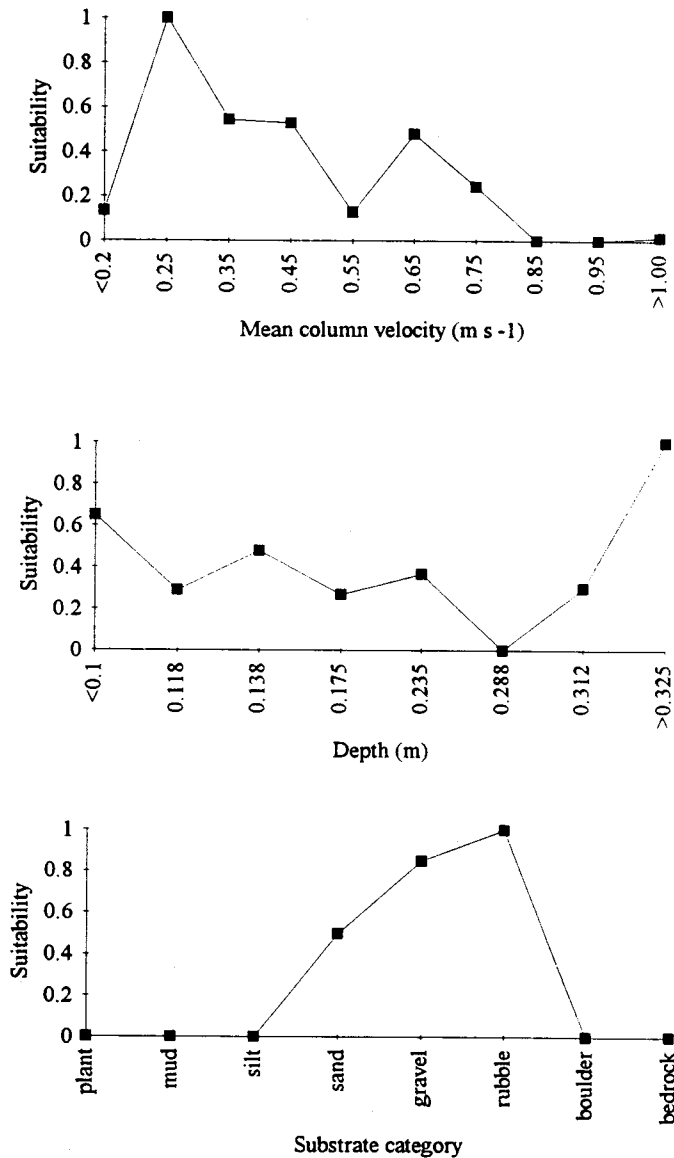 1
0.8
0.6
0.4
0.2
0
Suitability
<0.2
0.25
0.35
0.45
0.55
0.65
0.75
0.85
0.95
>1.00
Mean column velocity (m s -1)
1
0.8
0.6
0.4
0.2
0
Suitability
<0.1
0.118
0.138
0.175
0.235
0.288
0.312
>0.325
Depth (m)
1
0.8
0.6
0.4
0.2
0
Suitability
plant
mud
silt
sand
gravel
rubble
boulder
bedrock
Substrate category